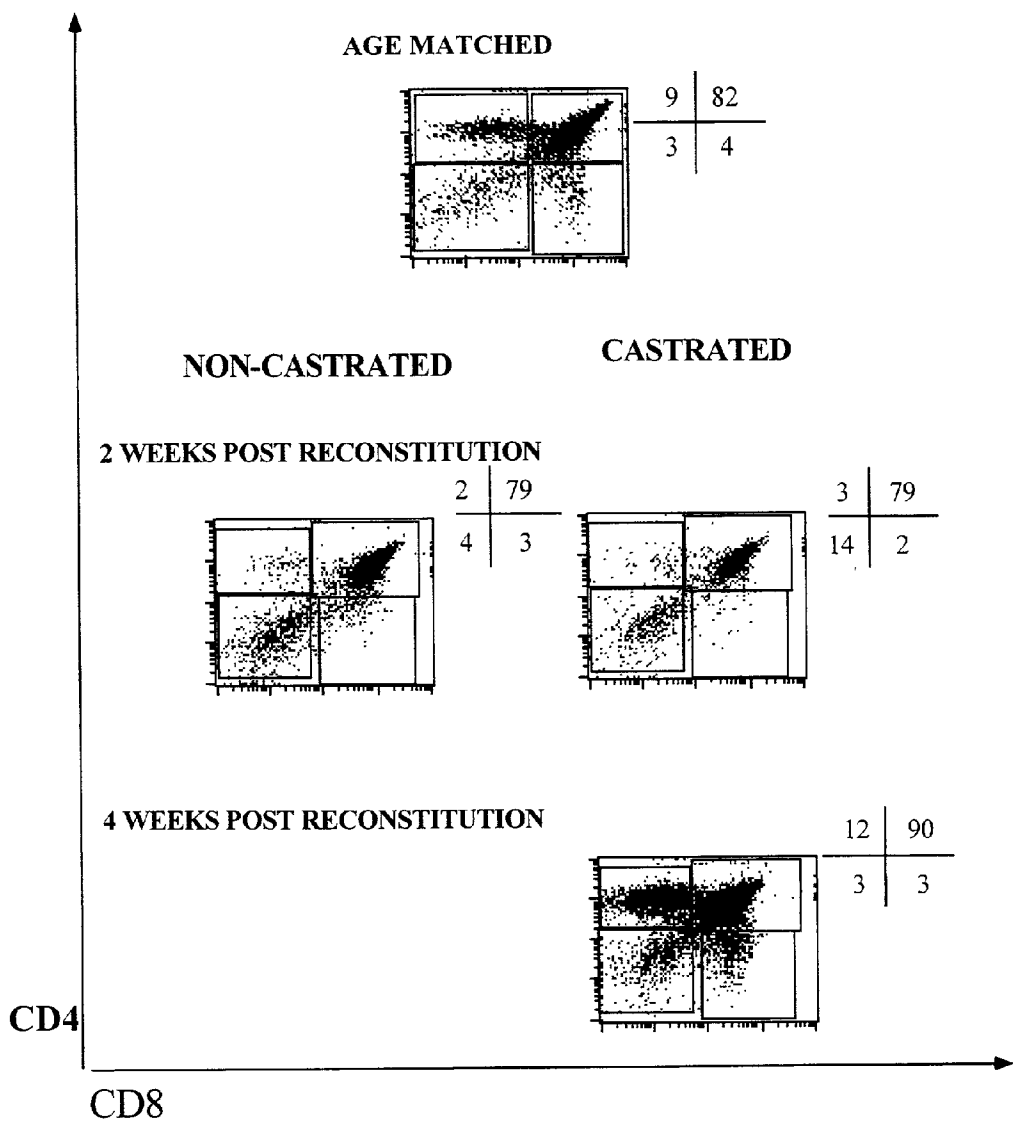 AGE MATCHED
9 82
3 4
NON-CASTRATED
CASTRATED
2 WEEKS POST RECONSTITUTION
2 79
4 3
3 79
14 2
4 WEEKS POST RECONSTITUTION
12 90
3 3
CD4
CD8